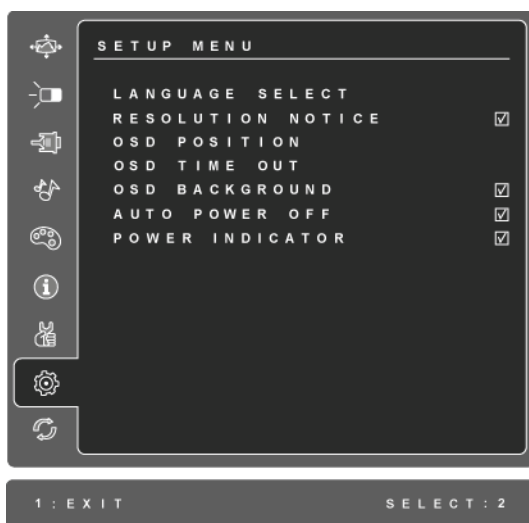 SETUP MENU
LANGUAGE SELECT
RESOLUTION NOTICE
OSD POSITION
OSD TIME OUT
OSD BACKGROUND
AUTO POWER OFF
POWER INDICATOR
1:EXIT SELECT:2